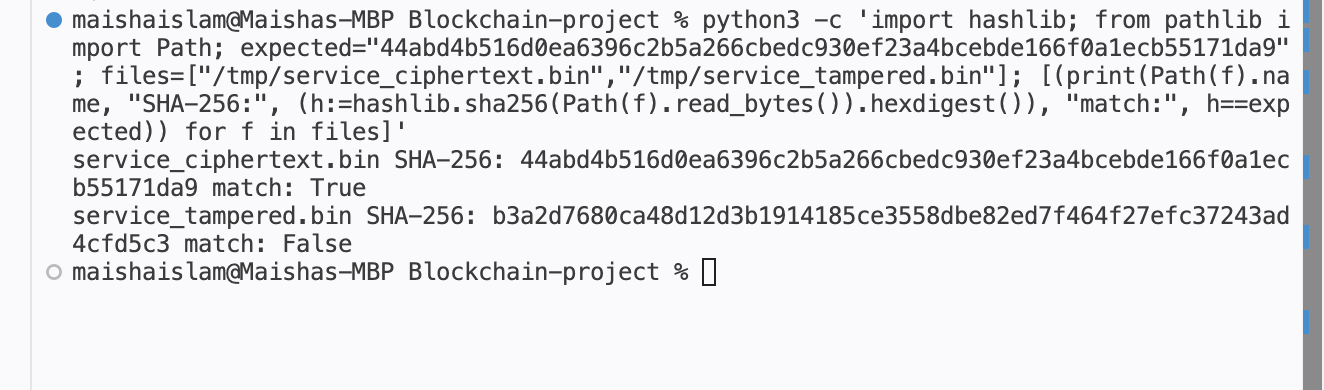 maishaislam@Maishas-MBP Blockchain-project % python3 -c 'import hashlib; from pathlib i
mport Path; expected="44abd4b516d0ea6396c2b5a266cbedc930ef23a4bcebde166f0a1ecb55171da9"
; files=["/tmp/service_ciphertext.bin","/tmp/service_tampered.bin"]; [(print(Path(f).na
me, "SHA-256:", (h:=hashlib.sha256(Path(f).read_bytes()).hexdigest()), "match:", h==exp
ected)) for f in files]'
service_ciphertext.bin SHA-256: 44abd4b516d0ea6396c2b5a266cbedc930ef23a4bcebde166f0a1ec
b55171da9 match: True
service_tampered.bin SHA-256: b3a2d7680ca48d12d3b1914185ce3558dbe82ed7f464f27efc37243ad
4cfd5c3 match: False
maishaislam@Maishas-MBP Blockchain-project %